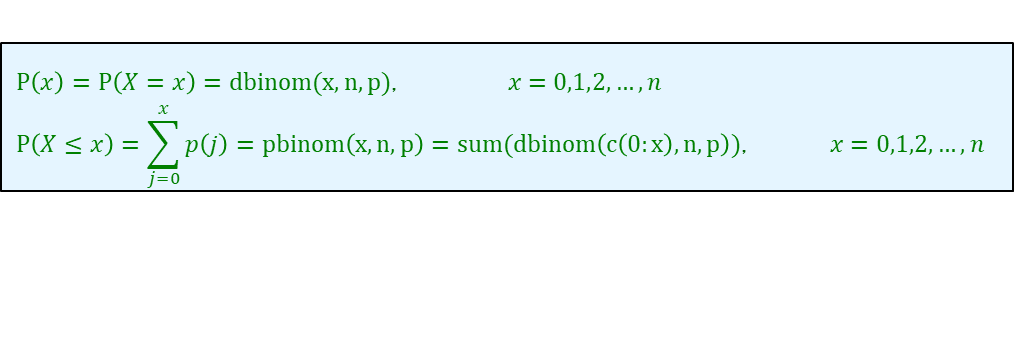 P(x) = P(X = x) = dbinom(x, n, p), x = 0,1,2, … , n
P(X ≤ x) = ∑_{j=0}^{x} p(j) = pbinom(x, n, p) = sum(dbinom(c(0: x), n, p)), x = 0,1,2, … , n